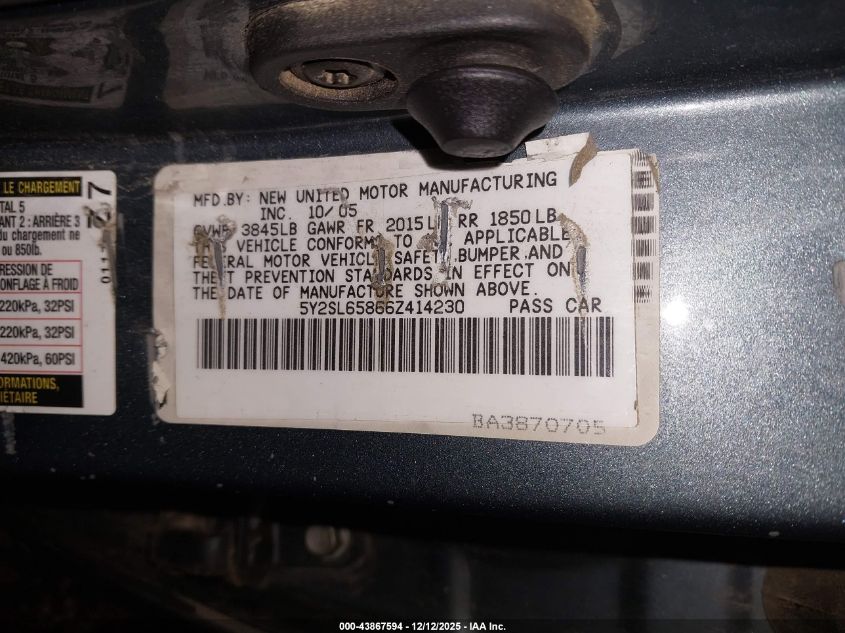 LE CHARGEMENT
TAL 5
ANT 2 : ARRIÈRE 3
du chargement ne
ou 850lb.
RESSION DE
ONFLAGE À FROID
220kPa, 32PSI
220kPa, 32PSI
420kPa, 60PSI
ORMATIONS,
IÉTAIRE
MFD.BY: NEW UNITED MOTOR MANUFACTURING
INC. 10/05
GVWR 3845LB GAWR FR 2015LB RR 1850LB
VEHICLE CONFORMS TO APPLICABLE
FEDERAL MOTOR VEHICLE SAFETY,BUMPER,AND
THEFT PREVENTION STANDARDS IN EFFECT ON
THE DATE OF MANUFACTURE SHOWN ABOVE.
5Y2SL65866Z414230 PASS CAR
BA3870705
000-43867594 - 12/12/2025 - IAA Inc.